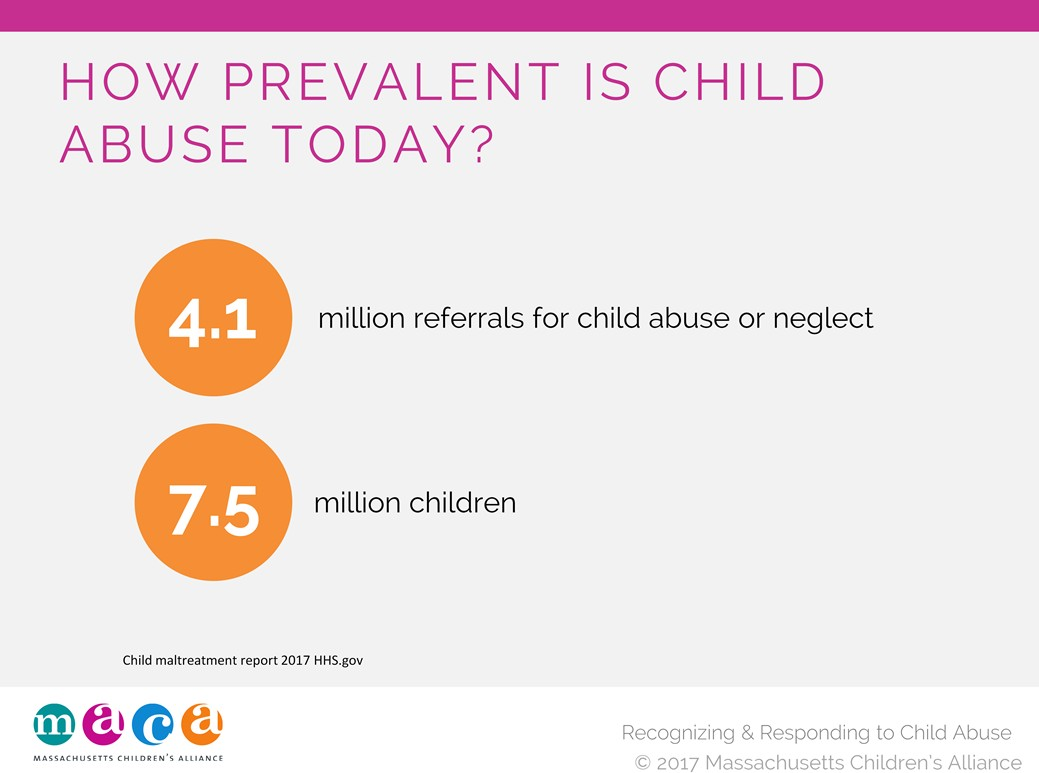 HOW PREVALENT IS CHILD
ABUSE TODAY?
4.1
million referrals for child abuse or neglect
7.5
million children
Child maltreatment report 2017 HHS.gov
maca
MASSACHUSETTS CHILDREN'S ALLIANCE
Recognizing & Responding to Child Abuse
© 2017 Massachusetts Children's Alliance